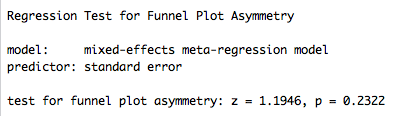 Regression Test for Funnel Plot Asymmetry
model:     mixed-effects meta-regression model
predictor: standard error
test for funnel plot asymmetry: z = 1.1946, p = 0.2322